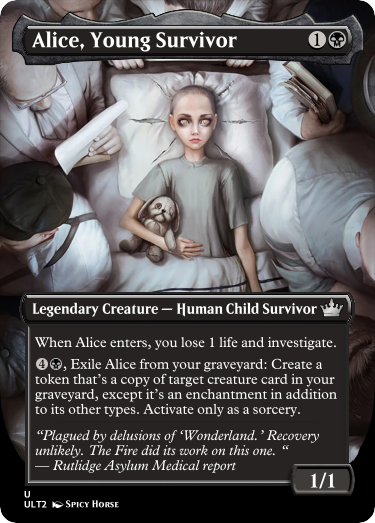 Alice, Young Survivor 1
Legendary Creature — Human Child Survivor
When Alice enters, you lose 1 life and investigate.
4, Exile Alice from your graveyard: Create a
token that's a copy of target creature card in your
graveyard, except it's an enchantment in addition
to its other types. Activate only as a sorcery.
"Plagued by delusions of 'Wonderland.' Recovery
unlikely. The Fire did its work on this one. "
— Rutlidge Asylum Medical report
1/1
U
ULT2 Spicy Horse